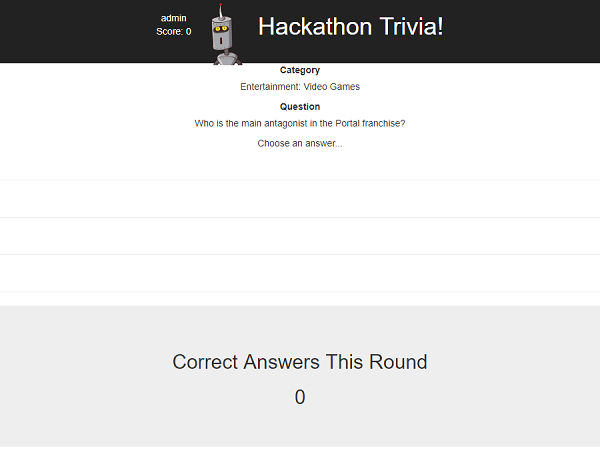 admin
Score: 0
Hackathon Trivia!
Category
Entertainment: Video Games
Question
Who is the main antagonist in the Portal franchise?
Choose an answer...
Correct Answers This Round
0